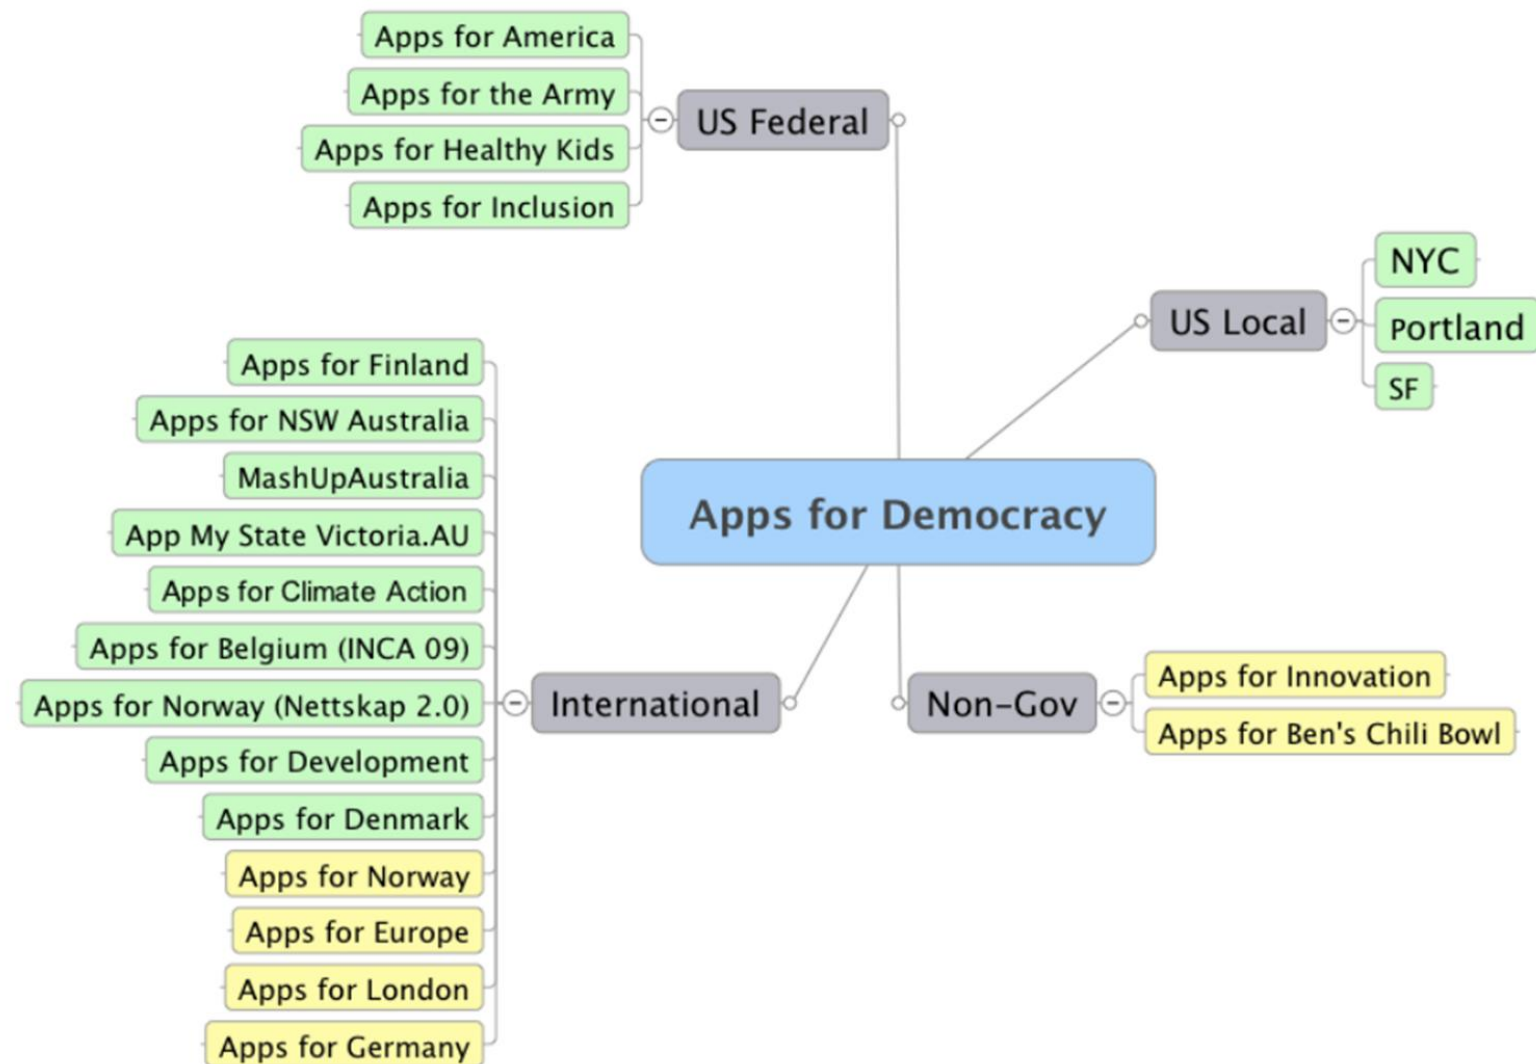 Apps for America
Apps for the Army
Apps for Healthy Kids
Apps for Inclusion
US Federal
US Local
NYC
Portland
SF
Apps for Democracy
Apps for Finland
Apps for NSW Australia
MashUpAustralia
App My State Victoria.AU
Apps for Climate Action
Apps for Belgium (INCA 09)
Apps for Norway (Nettskap 2.0)
Apps for Development
Apps for Denmark
Apps for Norway
Apps for Europe
Apps for London
Apps for Germany
International
Non-Gov
Apps for Innovation
Apps for Ben's Chili Bowl